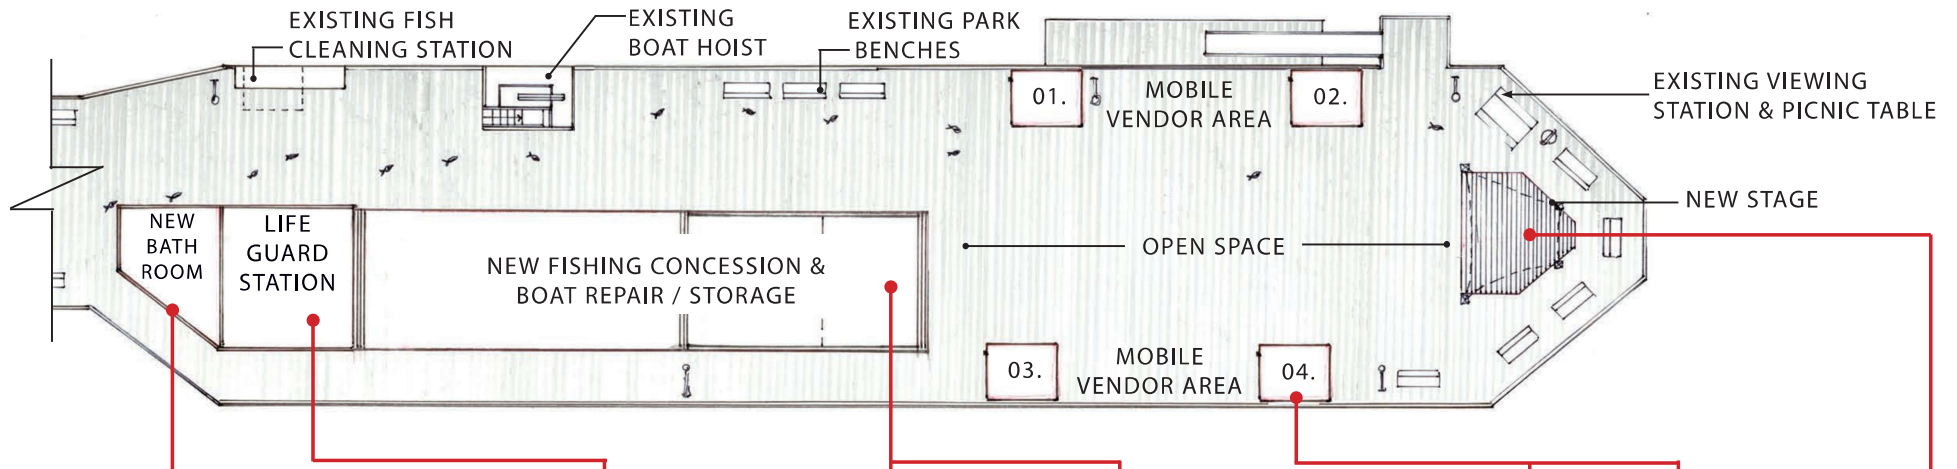 EXISTING FISH
CLEANING STATION
EXISTING
BOAT HOIST
EXISTING PARK
BENCHES
01.
MOBILE
VENDOR AREA
02.
EXISTING VIEWING
STATION & PICNIC TABLE
NEW STAGE
NEW
BATH
ROOM
LIFE
GUARD
STATION
NEW FISHING CONCESSION &
BOAT REPAIR / STORAGE
OPEN SPACE
03.
MOBILE
VENDOR AREA
04.